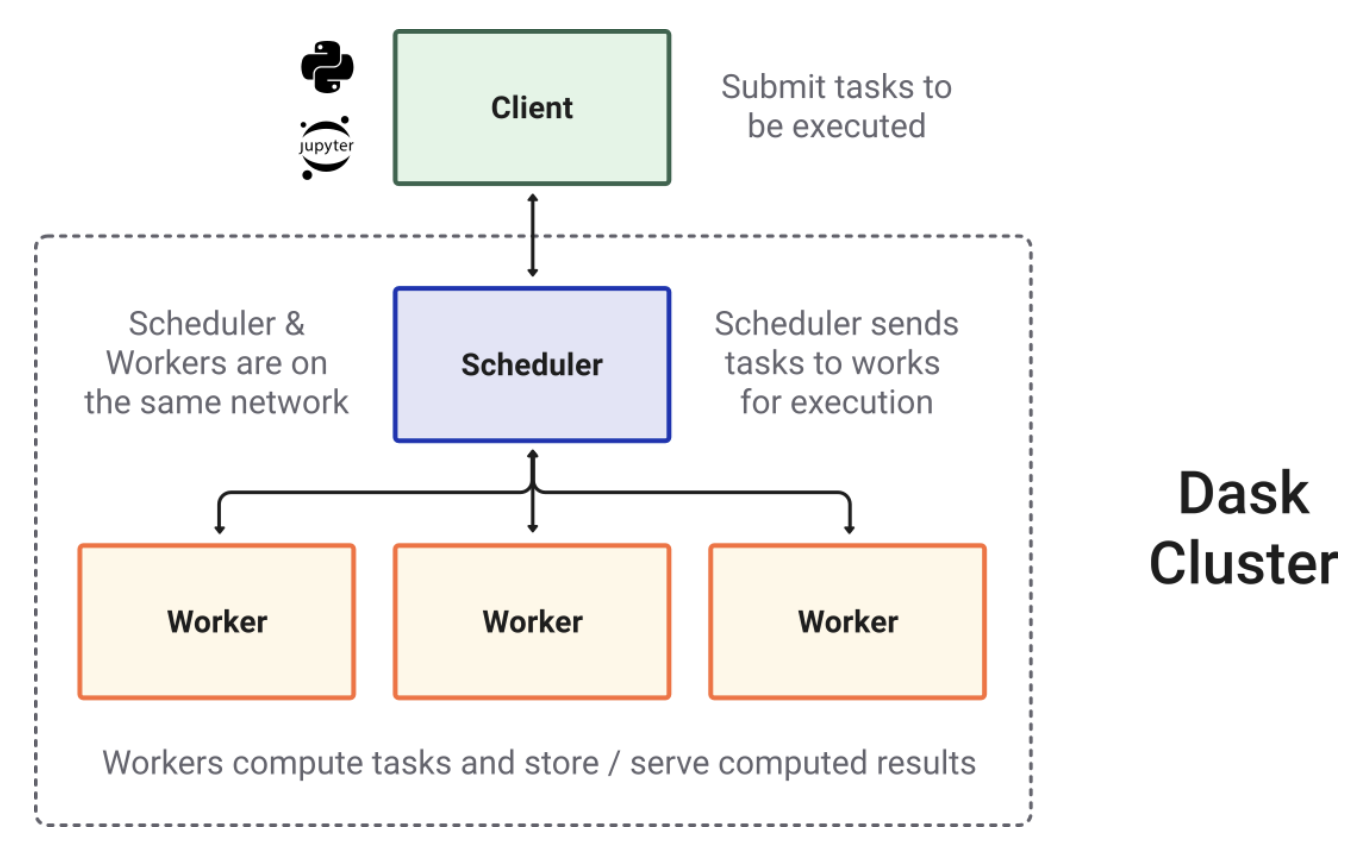 Client
Submit tasks to
be executed
jupyter
Scheduler &
Workers are on
the same network
Scheduler
Scheduler sends
tasks to works
for execution
Dask
Cluster
Worker
Worker
Worker
Workers compute tasks and store / serve computed results